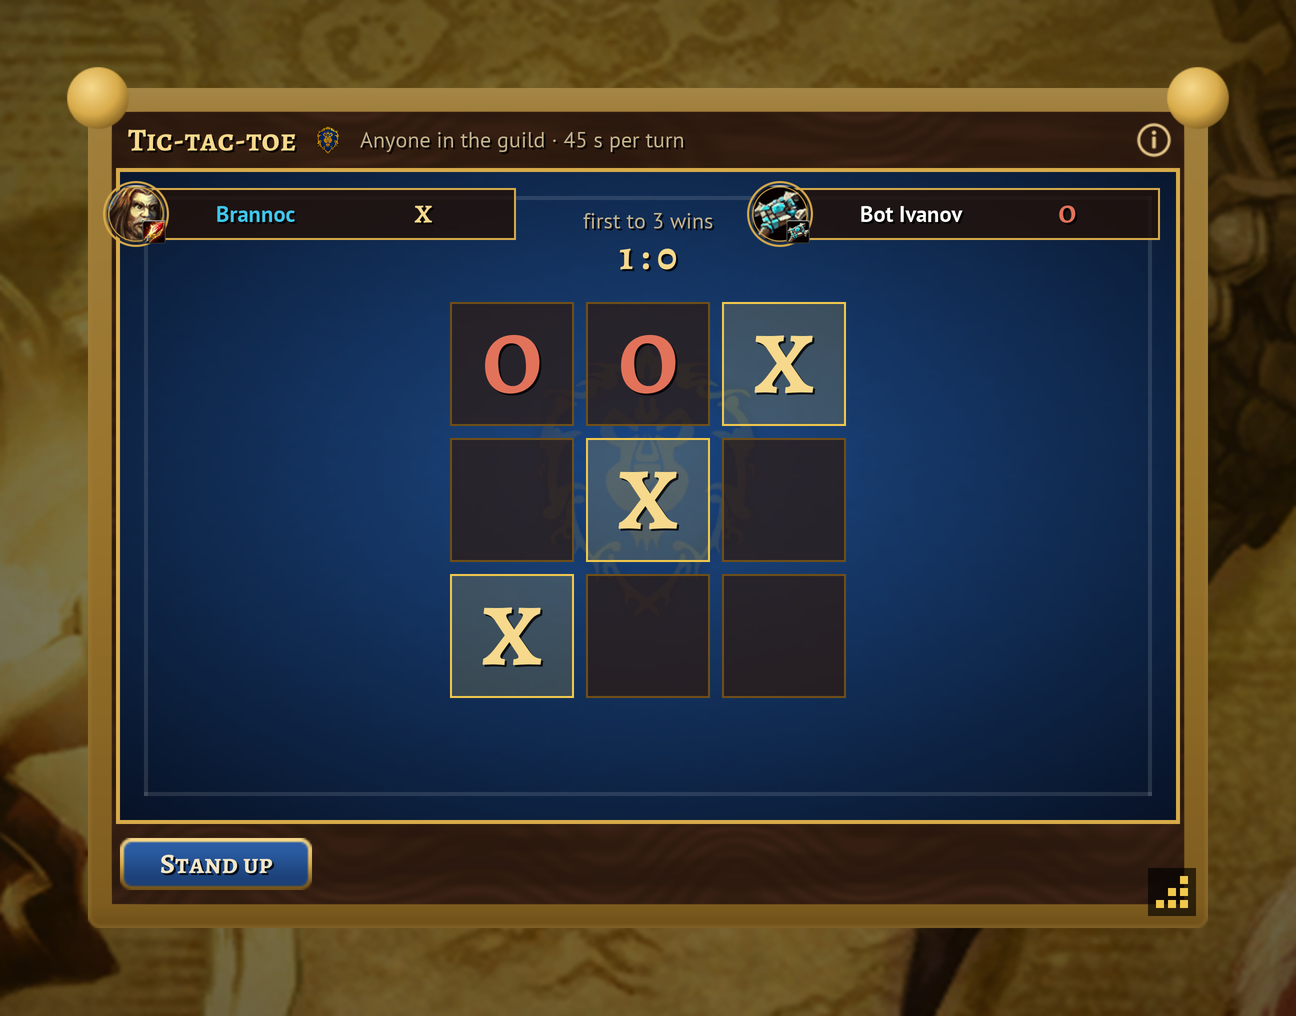 Tic-tac-toe
Anyone in the guild · 45 s per turn
Brannoc X
first to 3 wins
Bot Ivanov O
1:0
O O X
X
X
Stand up